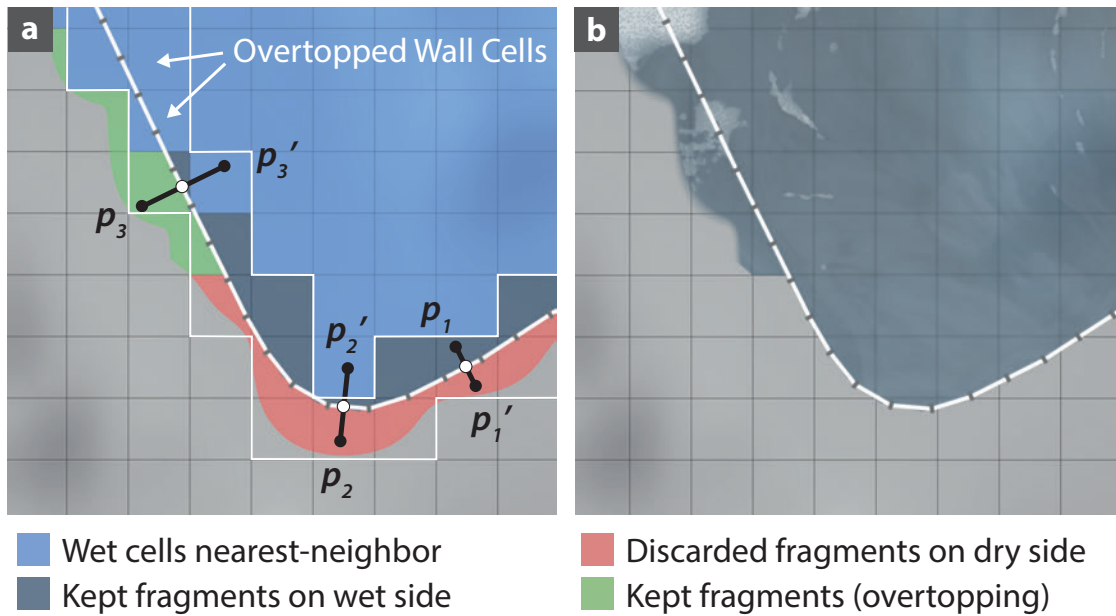 a
b
Overtopped Wall Cells
p3′
p3
p1
p2′
p1′
p2
Wet cells nearest-neighbor
Discarded fragments on dry side
Kept fragments on wet side
Kept fragments (overtopping)